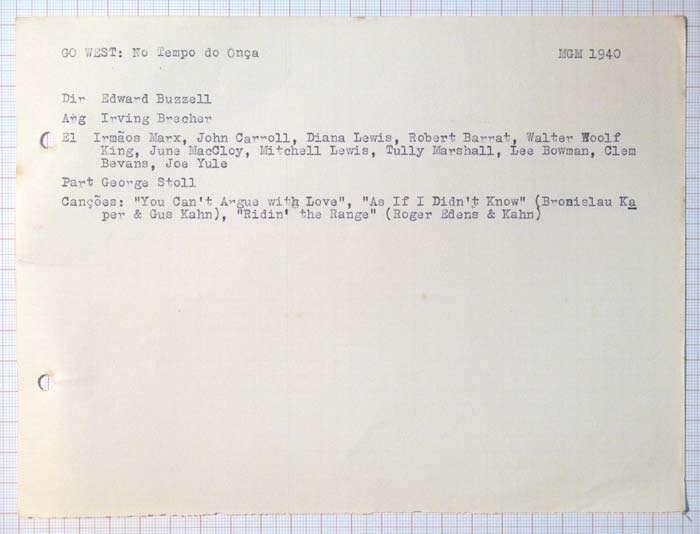 GO WEST: No Tempo do Onça MGM 1940
Dir Edward Buzzell
Arg Irving Brecher
El Irmãos Marx, John Carroll, Diana Lewis, Robert Barrat, Walter Woolf
King, June MacCloy, Mitchell Lewis, Tully Marshall, Lee Bowman, Clem
Bevans, Joe Yule
Part George Stoll
Canções: "You Can't Argue with Love", "As If I Didn't Know" (Bronislau Ka
per & Gus Kahn), "Ridin' the Range" (Roger Edens & Kahn)